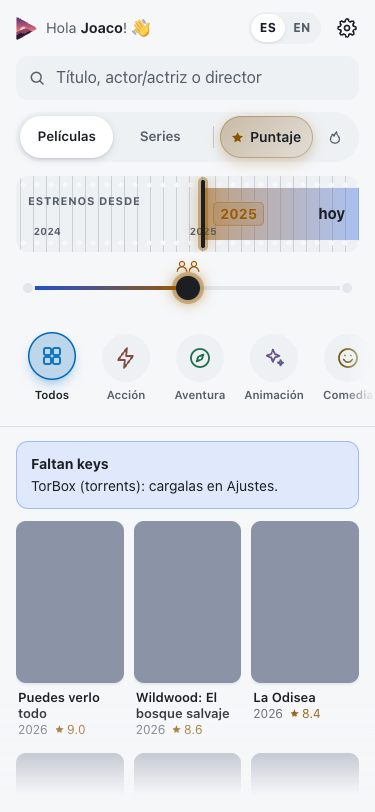 Hola Joaco! 👋
ES EN
Título, actor/actriz o director
Películas Series Puntaje
ESTRENOS DESDE
2025 hoy
2024 2025
Todos Acción Aventura Animación Comedia
Faltan keys
TorBox (torrents): cargalas en Ajustes.
Puedes verlo todo
2026 ★ 9.0
Wildwood: El bosque salvaje
2026 ★ 8.6
La Odisea
2026 ★ 8.4